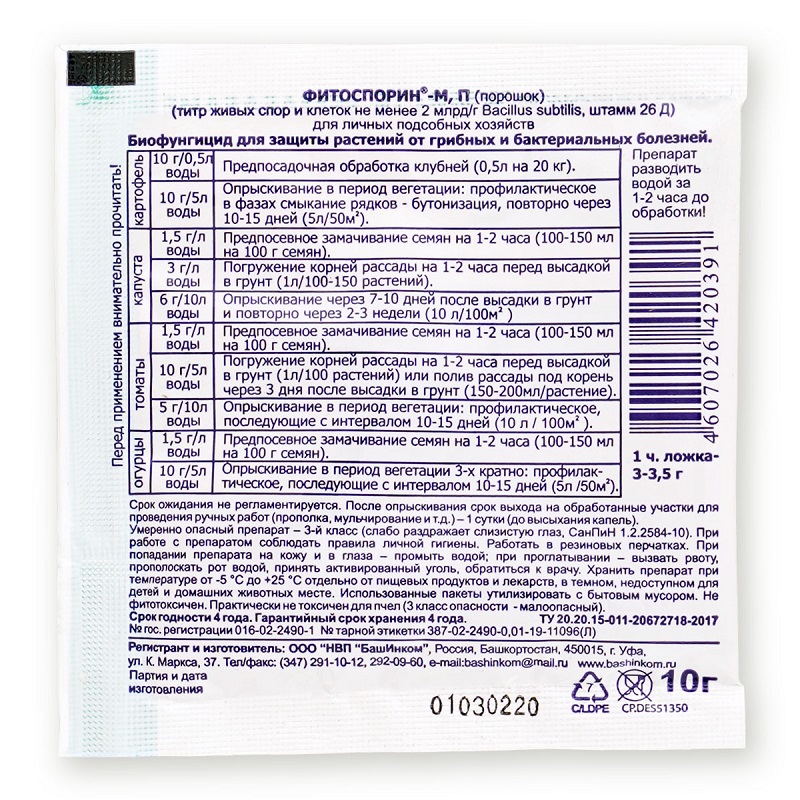 ФИТОСПОРИН®-М, П (порошок)
(титр живых спор и клеток не менее 2 млрд/г Bacillus subtilis, штамм 26 Д)
для личных подсобных хозяйств
Биофунгицид для защиты растений от грибных и бактериальных болезней.
Перед применением внимательно прочитать!
картофель
10 г/0,5л воды
Предпосадочная обработка клубней (0,5л на 20 кг).
10 г/5л воды
Опрыскивание в период вегетации: профилактическое
в фазах смыкание рядков - бутонизация, повторно через
10-15 дней (5л/50м²).
капуста
1,5 г/л воды
Предпосевное замачивание семян на 1-2 часа (100-150 мл
на 100 г семян).
3 г/л воды
Погружение корней рассады на 1-2 часа перед высадкой
в грунт (1л/100-150 растений).
6 г/10л воды
Опрыскивание через 7-10 дней после высадки в грунт
и повторно через 2-3 недели (10 л/100м² )
томаты
1,5 г/л воды
Предпосевное замачивание семян на 1-2 часа (100-150 мл
на 100 г семян).
10 г/5л воды
Погружение корней рассады на 1-2 часа перед высадкой
в грунт (1л/100 растений) или полив рассады под корень
через 3 дня после высадки в грунт (150-200мл/растение).
5 г/10л воды
Опрыскивание в период вегетации: профилактическое,
последующие с интервалом 10-15 дней (10 л / 100м² ).
огурцы
1,5 г/л воды
Предпосевное замачивание семян на 1-2 часа (100-150 мл
на 100 г семян).
10 г/5л воды
Опрыскивание в период вегетации 3-х кратно: профилак-
тическое, последующие с интервалом 10-15 дней (5л /50м²).
Препарат
разводить
водой за
1-2 часа до
обработки!
4 607026 420391
1 ч. ложка-
3-3,5 г
Срок ожидания не регламентируется. После опрыскивания срок выхода на обработанные участки для
проведения ручных работ (прополка, мульчирование и т.д.) – 1 сутки (до высыхания капель).
Умеренно опасный препарат – 3-й класс (слабо раздражает слизистую глаз, СанПиН 1.2.2584-10). При
работе с препаратом соблюдать правила личной гигиены. Работать в резиновых перчатках. При
попадании препарата на кожу и в глаза – промыть водой; при проглатывании – вызвать рвоту,
прополоскать рот водой, принять активированный уголь, обратиться к врачу. Хранить препарат при
температуре от -5 °С до +25 °С отдельно от пищевых продуктов и лекарств, в темном, недоступном для
детей и домашних животных месте. Использованные пакеты утилизировать с бытовым мусором. Не
фитотоксичен. Практически не токсичен для пчел (3 класс опасности - малоопасный).
Срок годности 4 года. Гарантийный срок хранения 4 года. ТУ 20.20.15-011-20672718-2017
№ гос. регистрации 016-02-2490-1 № тарной этикетки 387-02-2490-0,01-19-11096(Л)
Регистрант и изготовитель: ООО "НВП "БашИнком", Россия, Башкортостан, 450015, г. Уфа,
ул. К. Маркса, 37. Тел/факс: (347) 291-10-12, 292-09-60, e-mail:bashinkom@mail.ru www.bashinkom.ru
Партия и дата
изготовления
01030220
7
C/LDPE
CP.DES51350
10г